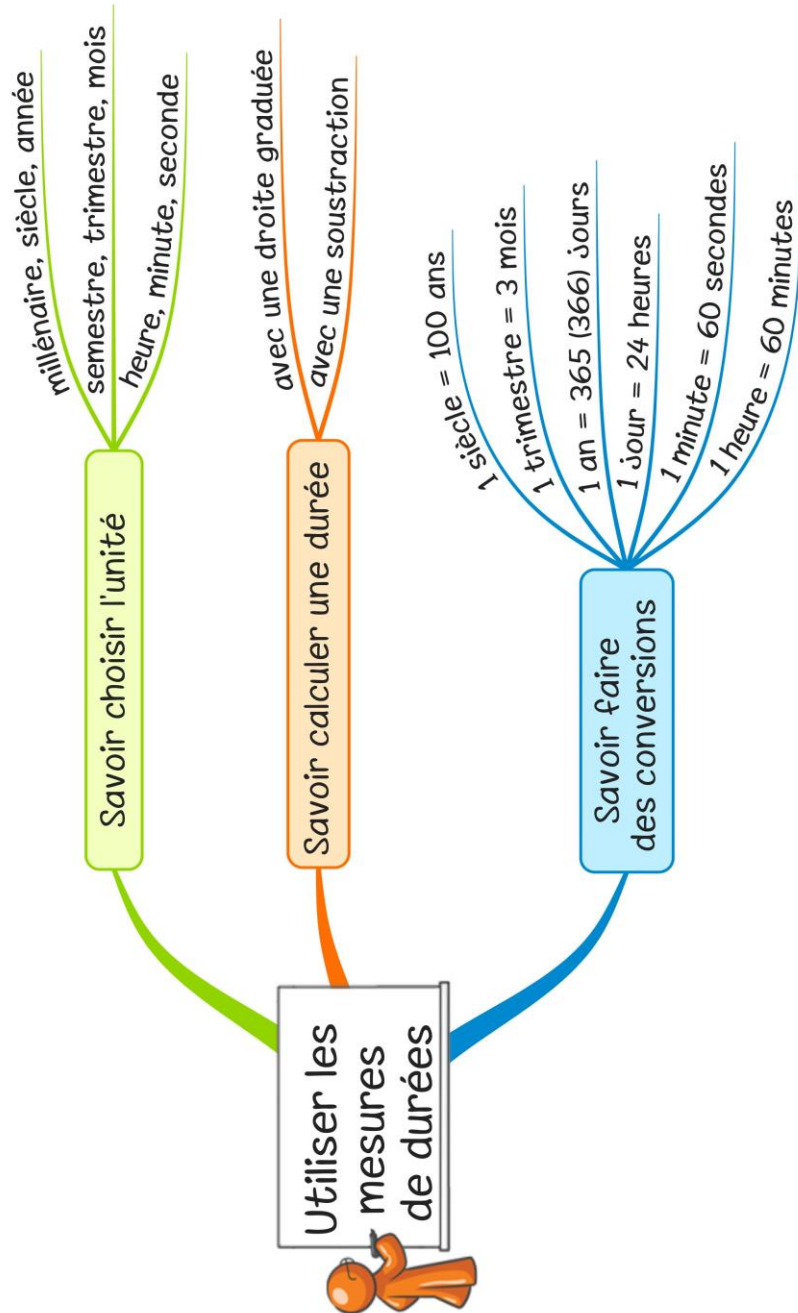 Utiliser les
mesures
de durées
Savoir choisir l'unité
millénaire, siècle, année
semestre, trimestre, mois
heure, minute, seconde
Savoir calculer une durée
avec une droite graduée
avec une soustraction
Savoir faire
des conversions
1 siècle = 100 ans
1 trimestre = 3 mois
1 an = 365 (366) jours
1 jour = 24 heures
1 minute = 60 secondes
1 heure = 60 minutes